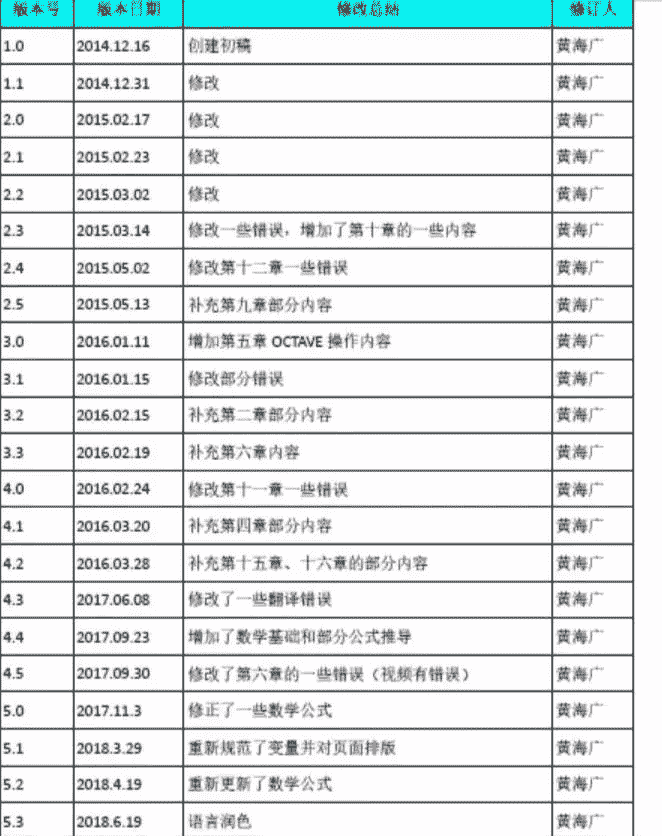 版本号 版本日期 修改总结 修订人
1.0 2014.12.16 创建初稿 黄海广
1.1 2014.12.31 修改 黄海广
2.0 2015.02.17 修改 黄海广
2.1 2015.02.23 修改 黄海广
2.2 2015.03.02 修改 黄海广
2.3 2015.03.14 修改一些错误，增加了第十章的一些内容 黄海广
2.4 2015.05.02 修改第十二章一些错误 黄海广
2.5 2015.05.13 补充第九章部分内容 黄海广
3.0 2016.01.11 增加第五章 OCTAVE 操作内容 黄海广
3.1 2016.01.15 修改部分错误 黄海广
3.2 2016.02.15 补充第二章部分内容 黄海广
3.3 2016.02.19 补充第六章内容 黄海广
4.0 2016.02.24 修改第十一章一些错误 黄海广
4.1 2016.03.20 补充第四章部分内容 黄海广
4.2 2016.03.28 补充第十五章、十六章的部分内容 黄海广
4.3 2017.06.08 修改了一些翻译错误 黄海广
4.4 2017.09.23 增加了数学基础和部分公式推导 黄海广
4.5 2017.09.30 修改了第六章的一些错误（视频有错误） 黄海广
5.0 2017.11.3 修正了一些数学公式 黄海广
5.1 2018.3.29 重新规范了变量并对页面排版 黄海广
5.2 2018.4.19 重新更新了数学公式 黄海广
5.3 2018.6.19 语言润色 黄海广